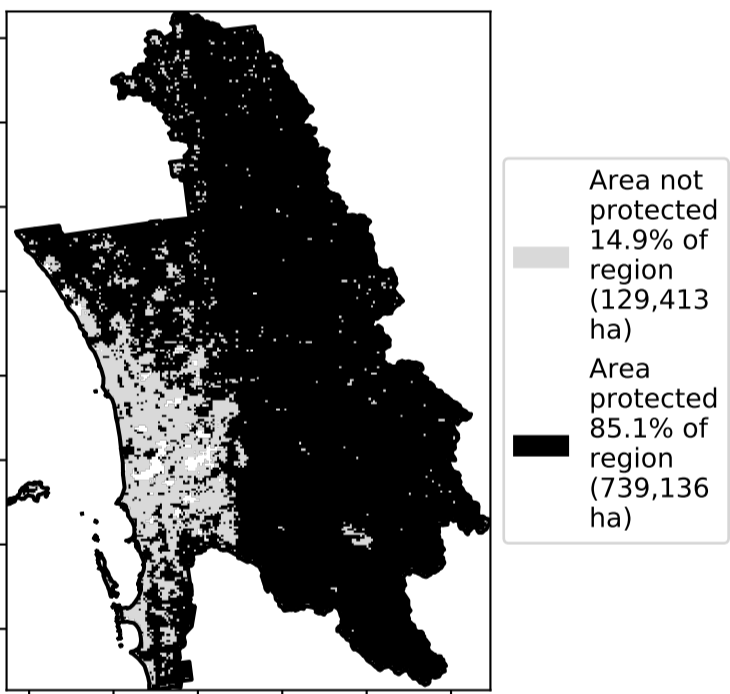 Area not
protected
14.9% of
region
(129,413
ha)
Area
protected
85.1% of
region
(739,136
ha)